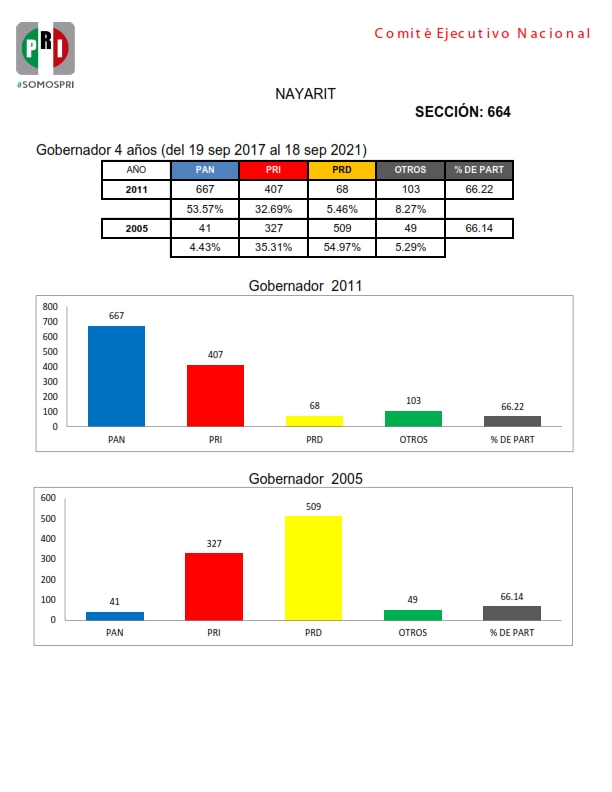 Comité Ejecutivo Nacional
PRI
#SOMOSPRI
NAYARIT
SECCIÓN: 664
Gobernador 4 años (del 19 sep 2017 al 18 sep 2021)
AÑO PAN PRI PRD OTROS % DE PART
2011 667 407 68 103 66.22
53.57% 32.69% 5.46% 8.27%
2005 41 327 509 49 66.14
4.43% 35.31% 54.97% 5.29%
Gobernador 2011
800
700
600
500
400
300
200
100
0
667
407
68
103
66.22
PAN PRI PRD OTROS % DE PART
Gobernador 2005
600
500
400
300
200
100
0
41
327
509
49
66.14
PAN PRI PRD OTROS % DE PART